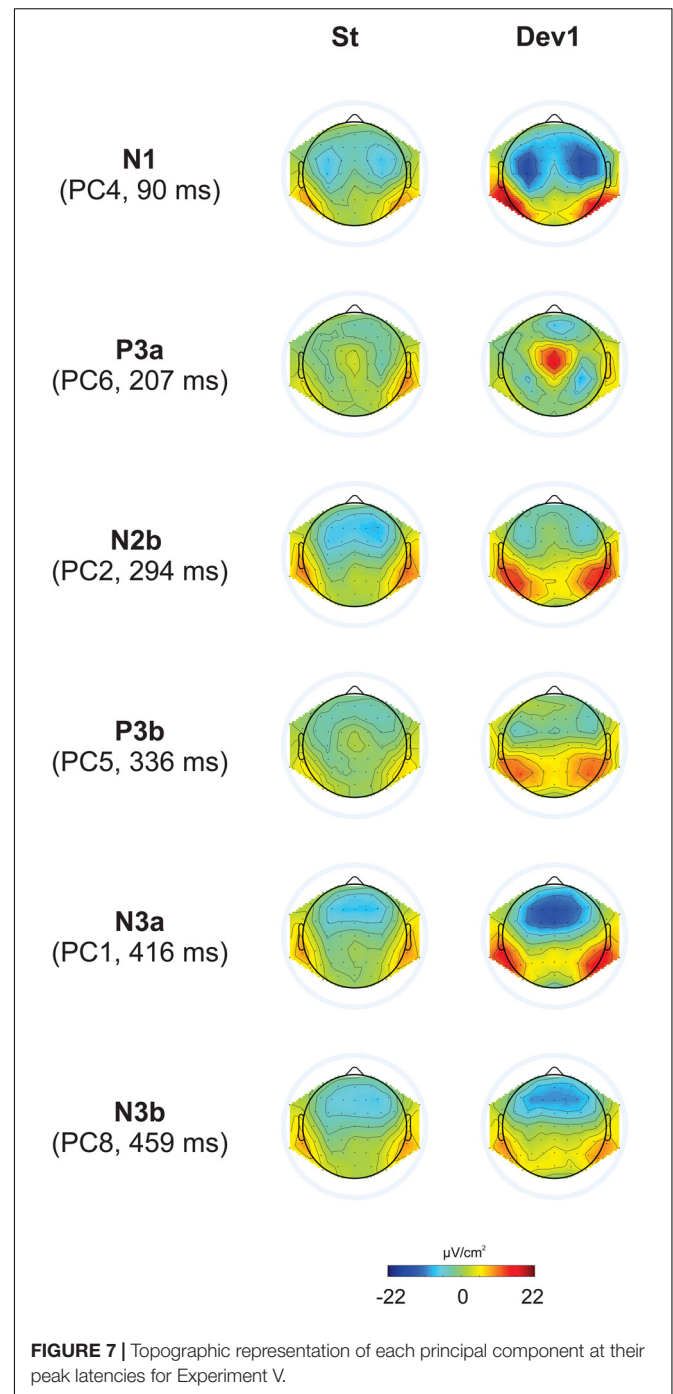 St Dev1
N1
(PC4, 90 ms)
P3a
(PC6, 207 ms)
N2b
(PC2, 294 ms)
P3b
(PC5, 336 ms)
N3a
(PC1, 416 ms)
N3b
(PC8, 459 ms)
µV/cm²
-22 0 22
FIGURE 7 | Topographic representation of each principal component at their
peak latencies for Experiment V.